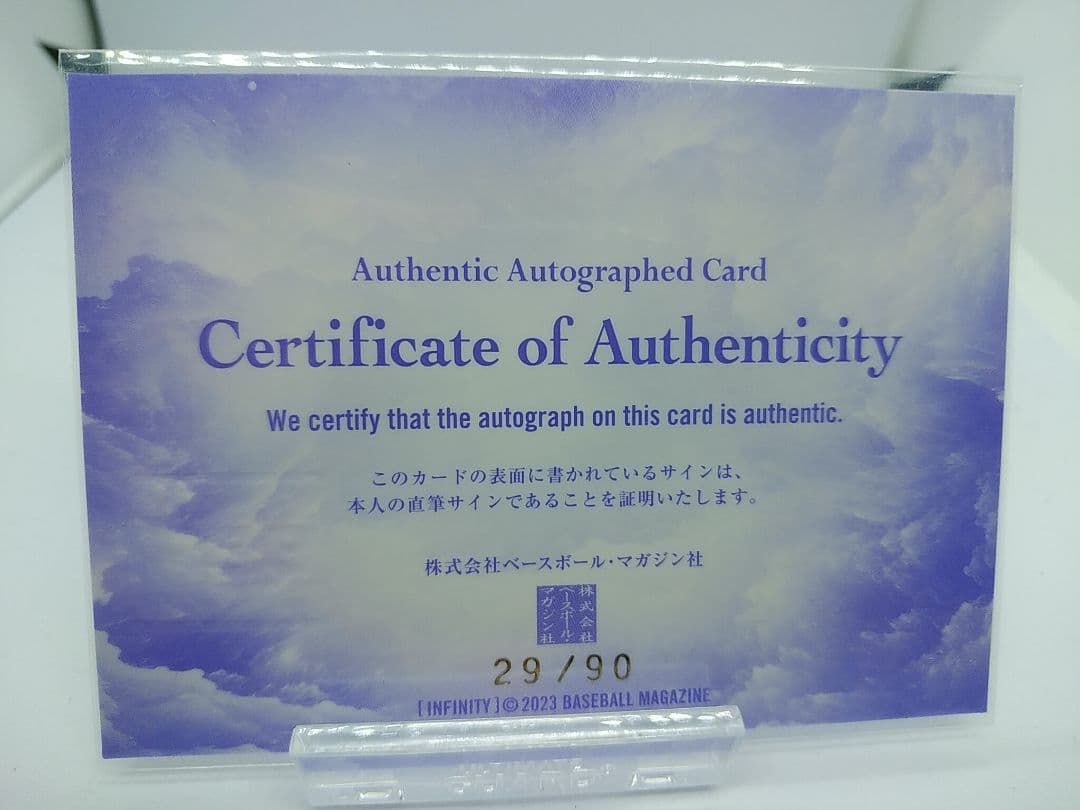 Authentic Autographed Card
Certificate of Authenticity
We certify that the autograph on this card is authentic.
このカードの表面に書かれているサインは、
本人の直筆サインであることを証明いたします。
株式会社ベースボール・マガジン社
株式会社
ベースボール・
マガジン社
29/90
[INFINITY]©2023 BASEBALL MAGAZINE